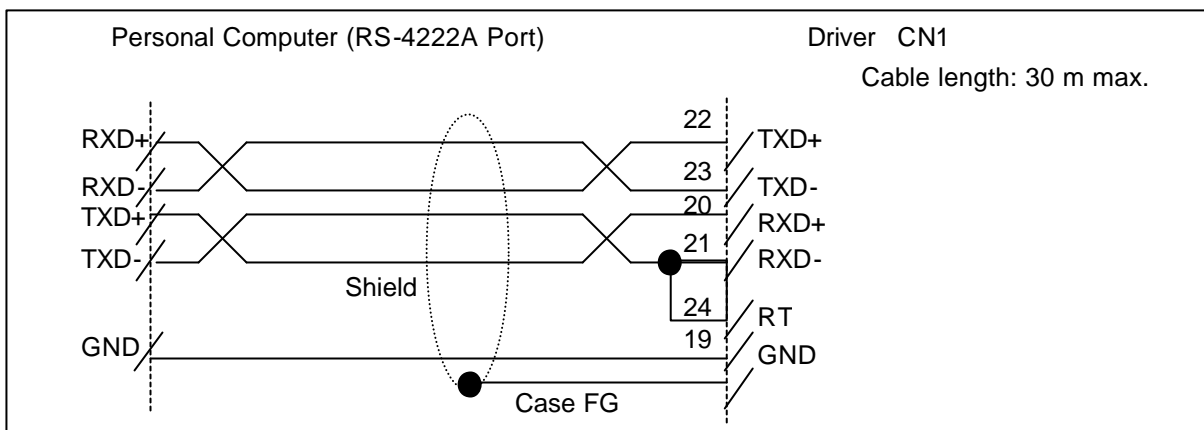 Personal Computer (RS-4222A Port) Driver CN1
Cable length: 30 m max.
RXD+ 22 TXD+
RXD- 23 TXD-
TXD+ 20 RXD+
TXD- 21 RXD-
Shield
24 RT
GND 19 GND
Case FG